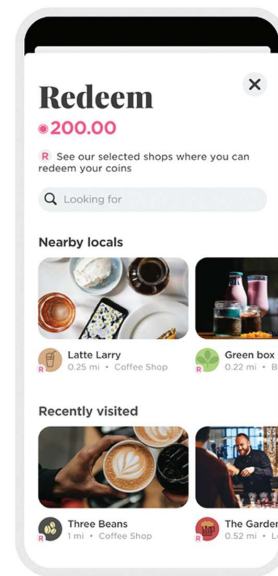 Redeem
200.00
R See our selected shops where you can
redeem your coins
Looking for
Nearby locals
Latte Larry
0.25 mi • Coffee Shop
R
Green box
0.22 mi • B
R
Recently visited
Three Beans
1 mi • Coffee Shop
R
The Garden
0.52 mi •
R